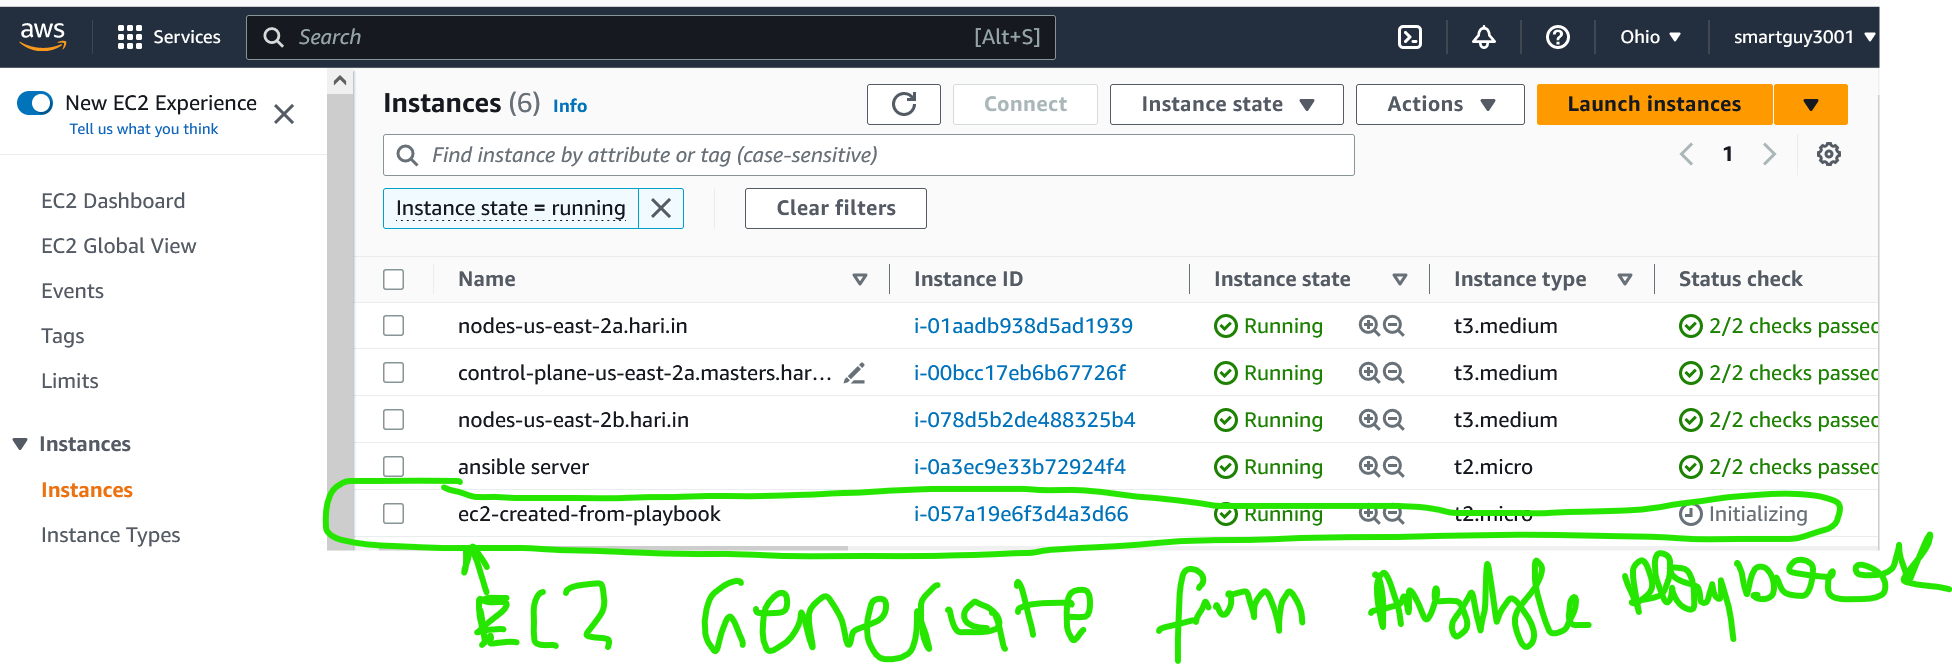 aws Services Search [Alt+S] Ohio smartguy3001
New EC2 Experience
Tell us what you think
EC2 Dashboard
EC2 Global View
Events
Tags
Limits
Instances
Instances
Instance Types
Instances (6) Info Connect Instance state Actions Launch instances
Find instance by attribute or tag (case-sensitive) 1
Instance state = running Clear filters
Name Instance ID Instance state Instance type Status check
nodes-us-east-2a.hari.in i-01aadb938d5ad1939 Running t3.medium 2/2 checks passed
control-plane-us-east-2a.masters.har... i-00bcc17eb6b67726f Running t3.medium 2/2 checks passed
nodes-us-east-2b.hari.in i-078d5b2de488325b4 Running t3.medium 2/2 checks passed
ansible server i-0a3ec9e33b72924f4 Running t2.micro 2/2 checks passed
ec2-created-from-playbook i-057a19e6f3d4a3d66 Running t2.micro Initializing
EC2 Generate from Ansible Playbook